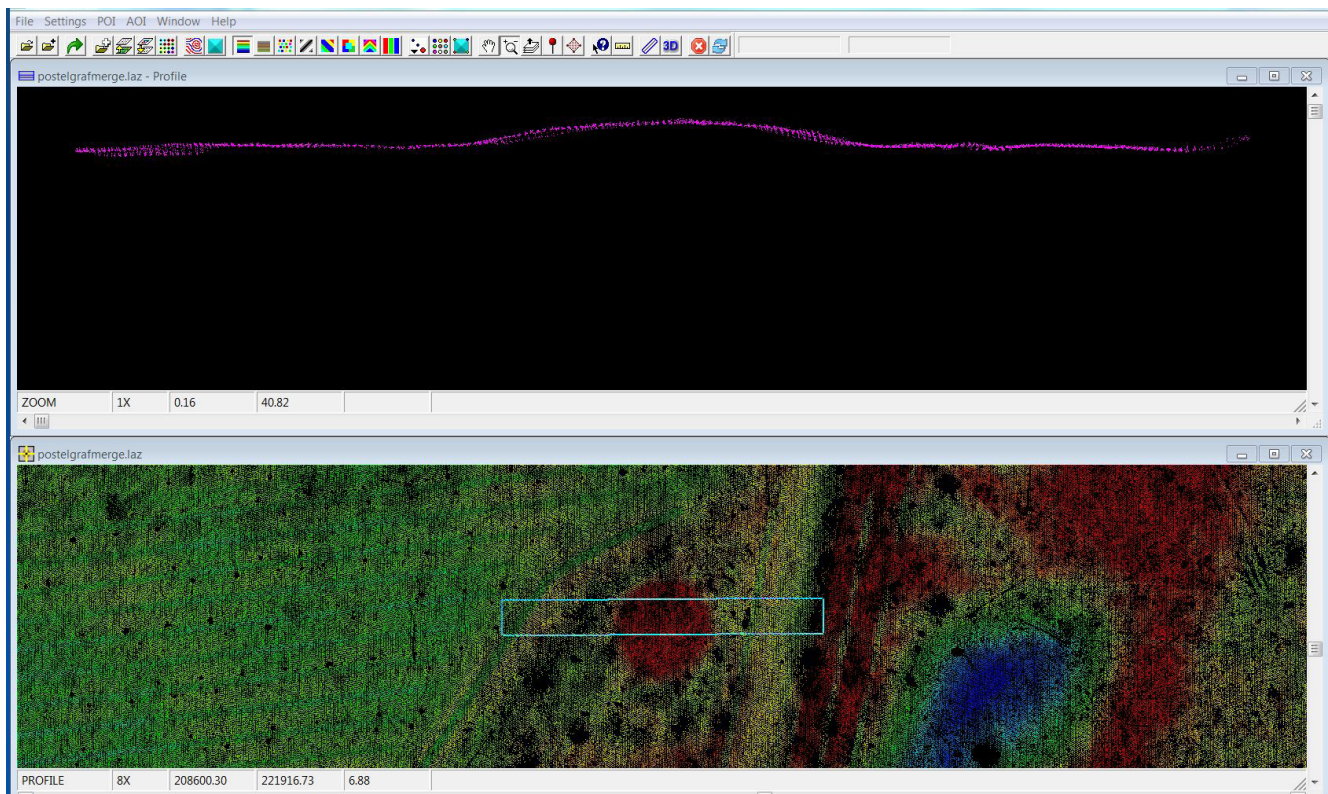 File Settings POI AOI Window Help
3D
postelgrafmerge.laz - Profile
ZOOM 1X 0.16 40.82
postelgrafmerge.laz
PROFILE 8X 208600.30 221916.73 6.88